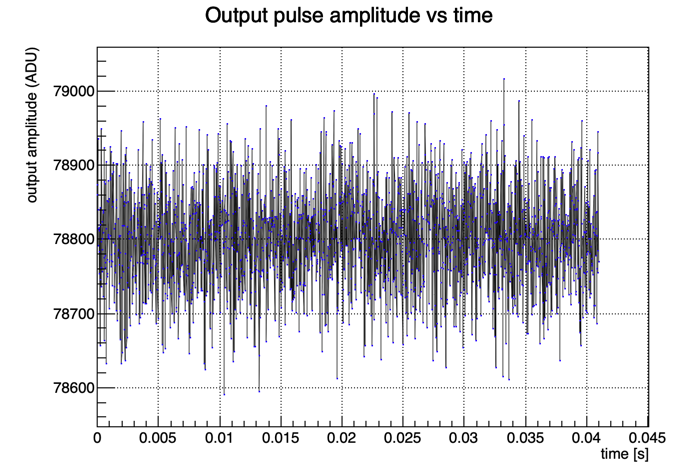 Output pulse amplitude vs time
output amplitude (ADU)
79000
78900
78800
78700
78600
0 0.005 0.01 0.015 0.02 0.025 0.03 0.035 0.04 0.045
time [s]